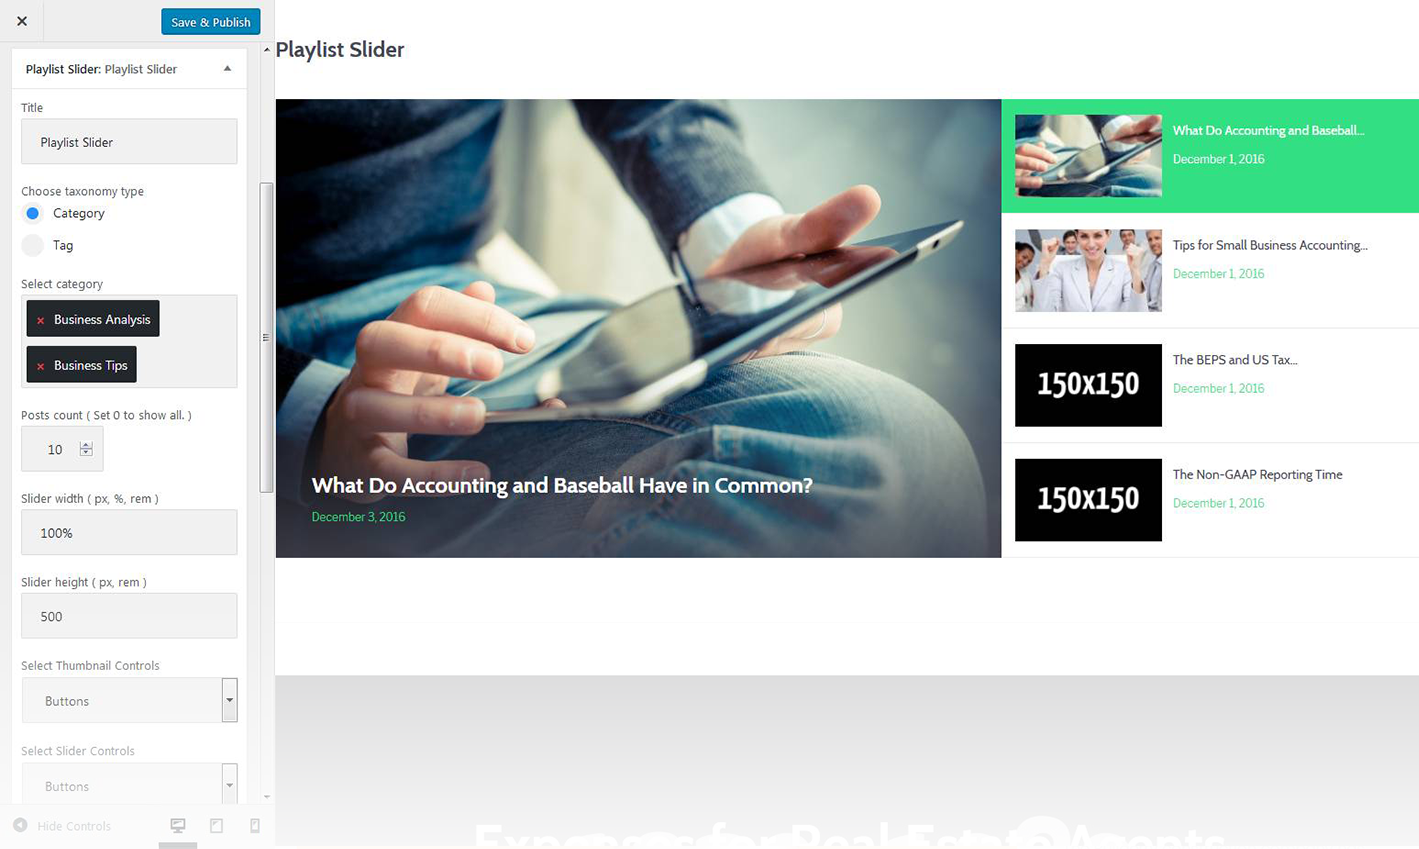 ×
Save & Publish
Playlist Slider: Playlist Slider
Title
Playlist Slider
Choose taxonomy type
Category
Tag
Select category
× Business Analysis
× Business Tips
Posts count ( Set 0 to show all. )
10
Slider width ( px, %, rem )
100%
Slider height ( px, rem )
500
Select Thumbnail Controls
Buttons
Select Slider Controls
Buttons
Hide Controls
Playlist Slider
What Do Accounting and Baseball Have in Common?
December 3, 2016
What Do Accounting and Baseball...
December 1, 2016
Tips for Small Business Accounting...
December 1, 2016
150x150
The BEPS and US Tax...
December 1, 2016
150x150
The Non-GAAP Reporting Time
December 1, 2016
Expenses for Real Estate Agents